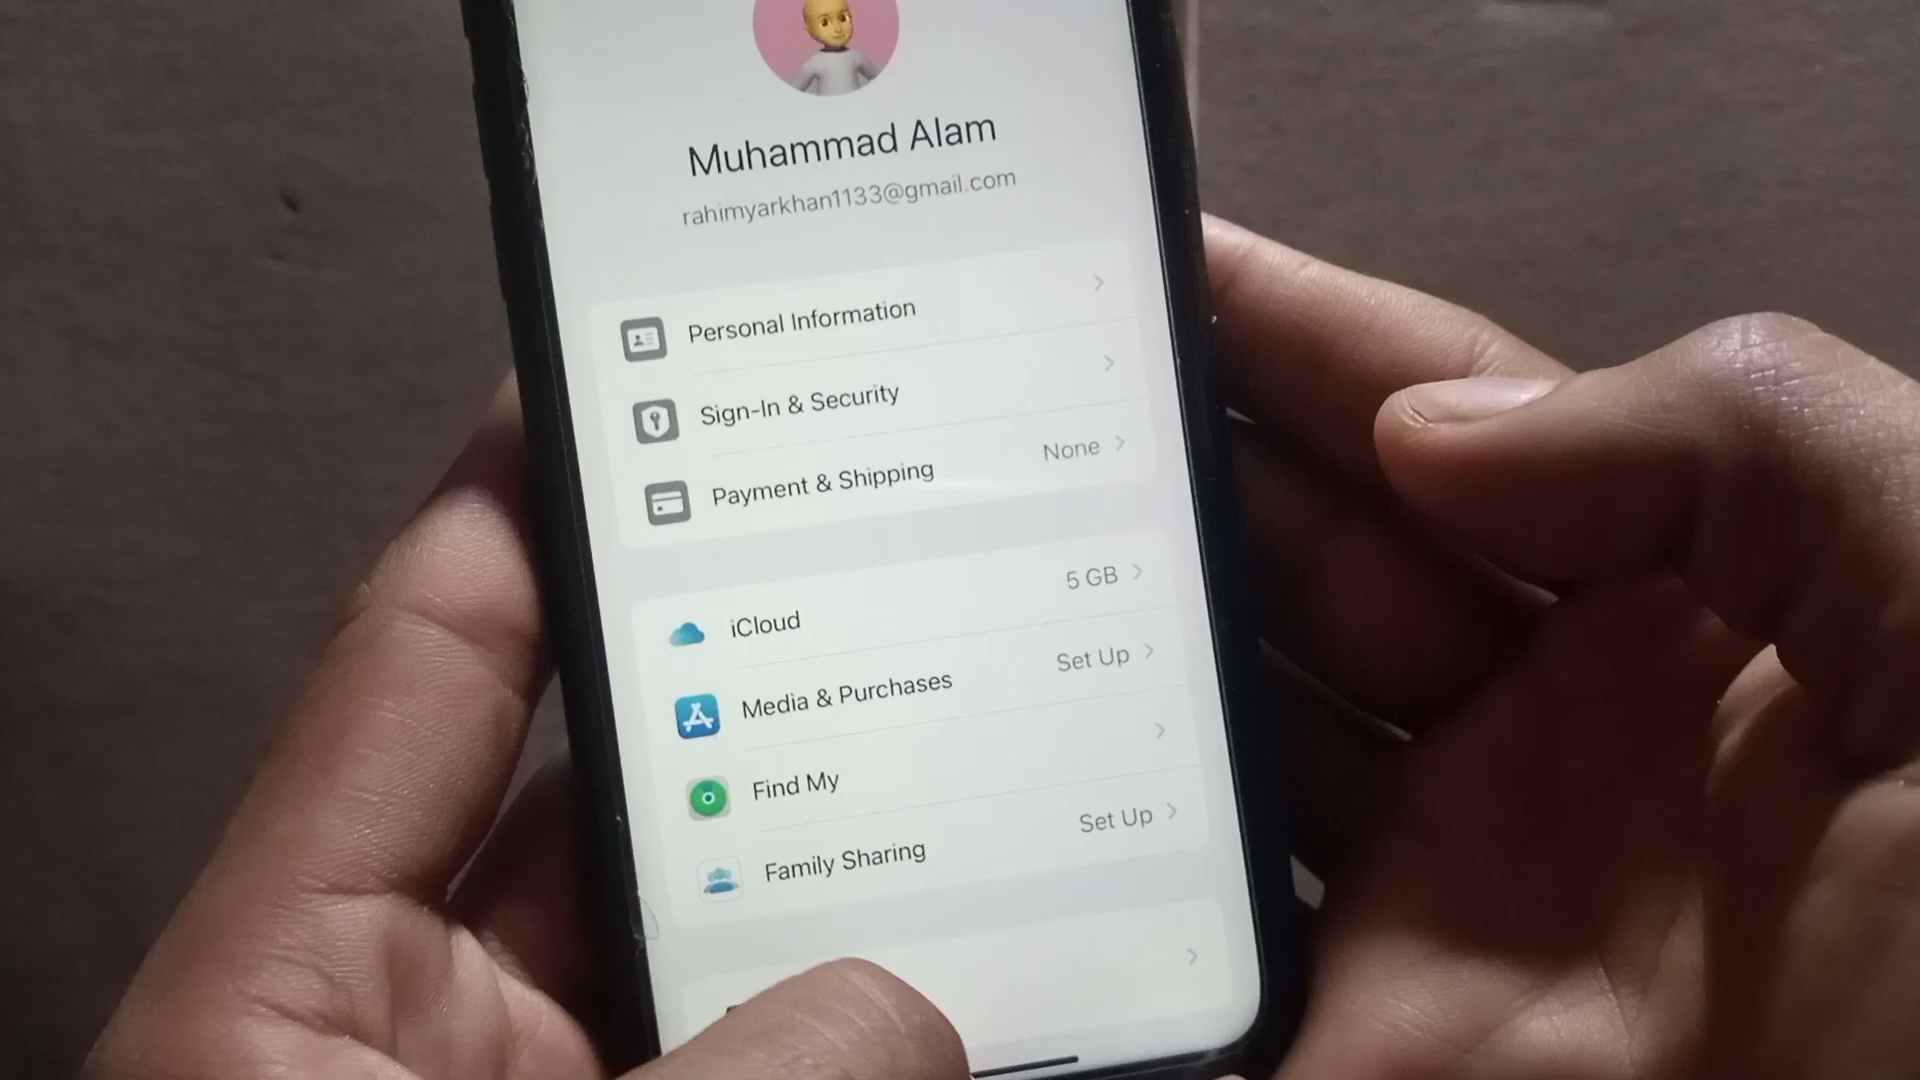 Muhammad Alam
rahimyarkhan1133@gmail.com
Personal Information
Sign-In & Security
Payment & Shipping None
iCloud 5 GB
Media & Purchases Set Up
Find My
Family Sharing Set Up